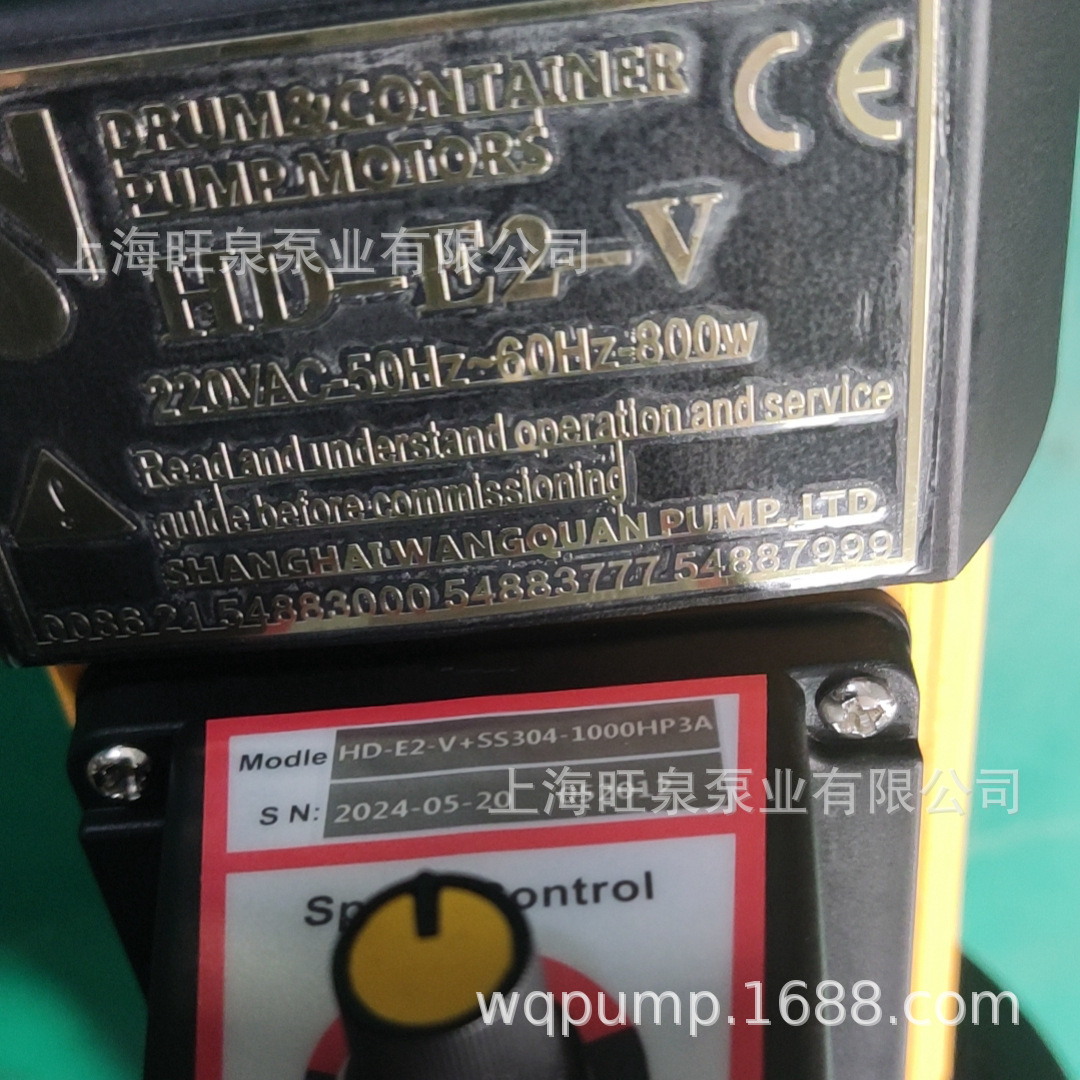 DRUM&CONTAINER
PUMP MOTORS
CE
HD-E2-V
上海旺泉泵业有限公司
220VAC-50Hz~60Hz-800w
Read and understand operation and service
guide before commissioning
SHANGHAI WANGQUAN PUMP LTD
0086 21 54883000 54883777 54887999
Modle HD-E2-V+SS304-1000HP3A
S N: 2024-05-20
上海旺泉泵业有限公司
Control
wqpump.1688.com